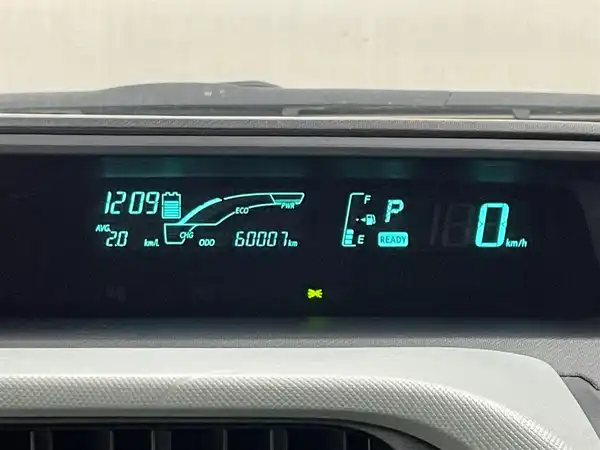 12:09
ECO
PWR
CHG
AVG.
2.0 km/L
ODO 60007 km
F
E
P
READY
0 km/h